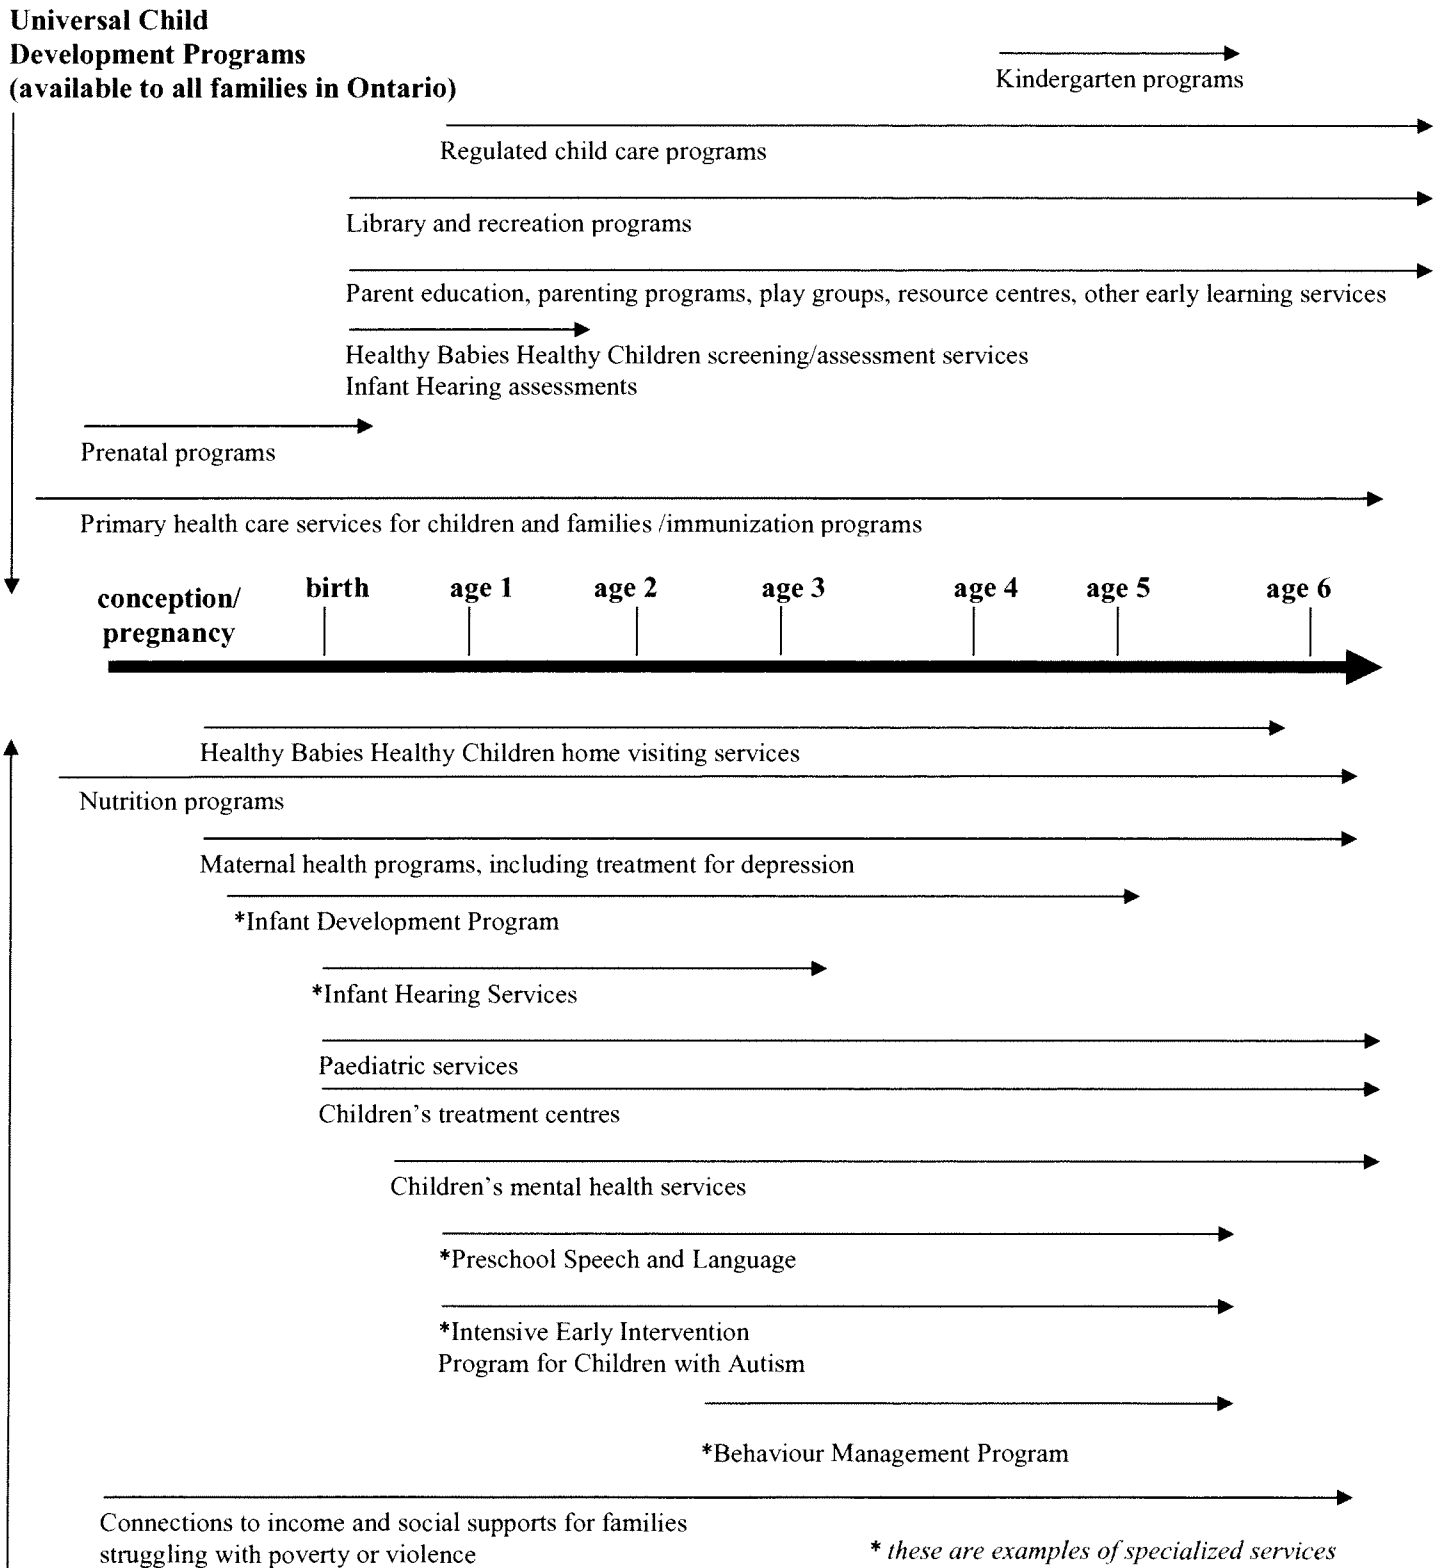 Universal Child
Development Programs
(available to all families in Ontario)
Kindergarten programs
Regulated child care programs
Library and recreation programs
Parent education, parenting programs, play groups, resource centres, other early learning services
Healthy Babies Healthy Children screening/assessment services
Infant Hearing assessments
Prenatal programs
Primary health care services for children and families /immunization programs
conception/
pregnancy
birth
age 1
age 2
age 3
age 4
age 5
age 6
Healthy Babies Healthy Children home visiting services
Nutrition programs
Maternal health programs, including treatment for depression
*Infant Development Program
*Infant Hearing Services
Paediatric services
Children's treatment centres
Children's mental health services
*Preschool Speech and Language
*Intensive Early Intervention
Program for Children with Autism
*Behaviour Management Program
Connections to income and social supports for families
struggling with poverty or violence
* these are examples of specialized services